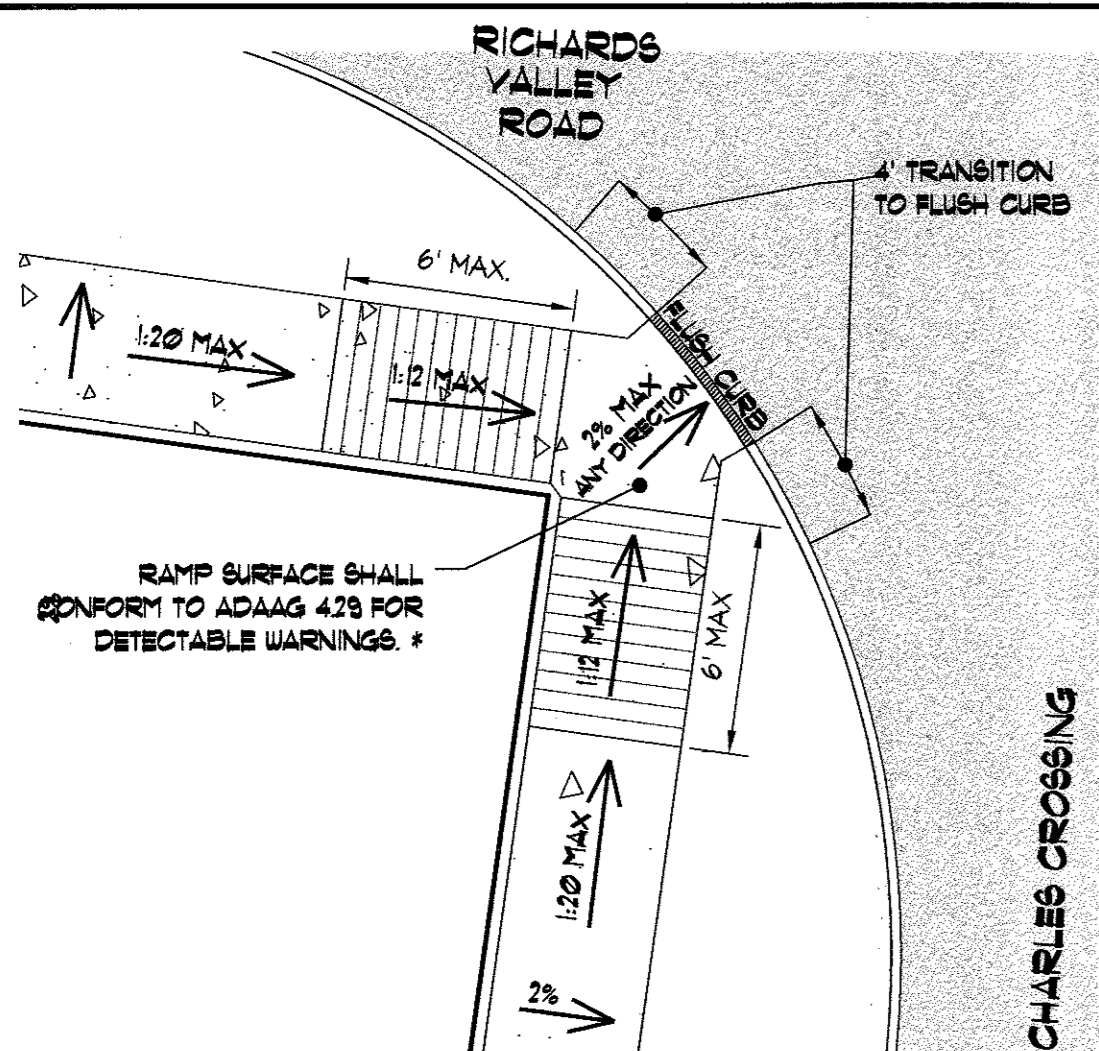 RICHARDS
VALLEY
ROAD
4' TRANSITION
TO FLUSH CURB
6' MAX.
FLUSH CURB
1:20 MAX
1:12 MAX
2% MAX
ANY DIRECTION
RAMP SURFACE SHALL
CONFORM TO ADAAG 4.29 FOR
DETECTABLE WARNINGS. *
1:12 MAX
6' MAX
1:20 MAX
2%
CHARLES CROSSING